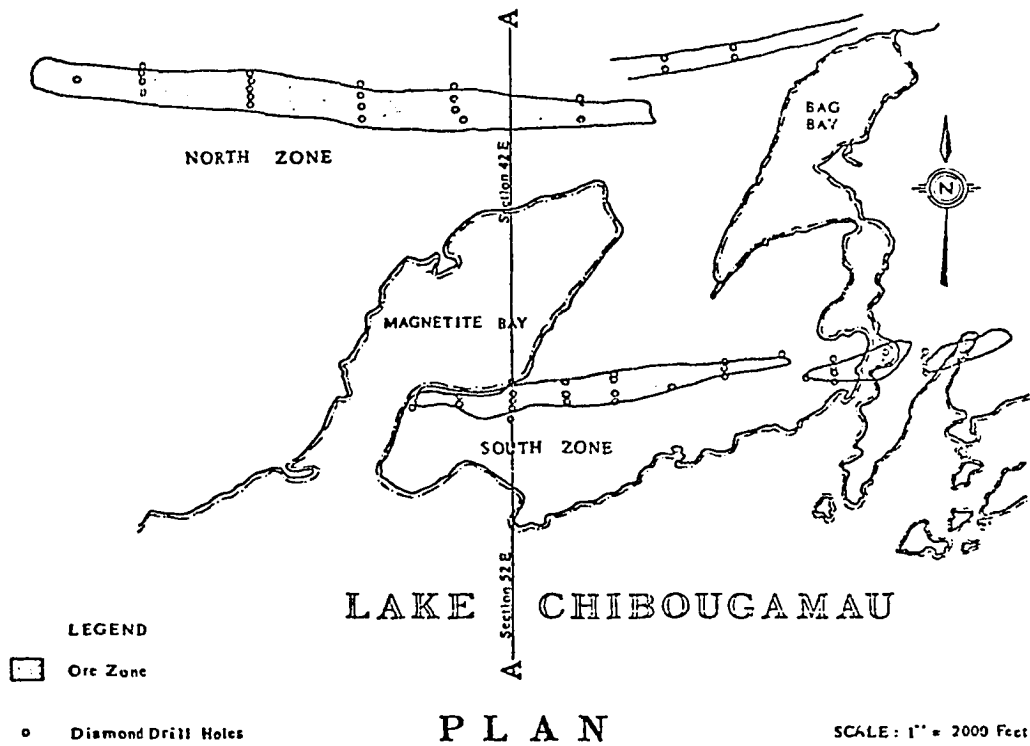 A
BAG
BAY
NORTH ZONE
Section 42 E
N
MAGNETITE BAY
SOUTH ZONE
Section 52 E
LAKE CHIBOUGAMAU
A
LEGEND
Ore Zone
Diamond Drill Holes
PLAN
SCALE : 1" = 2000 Feet